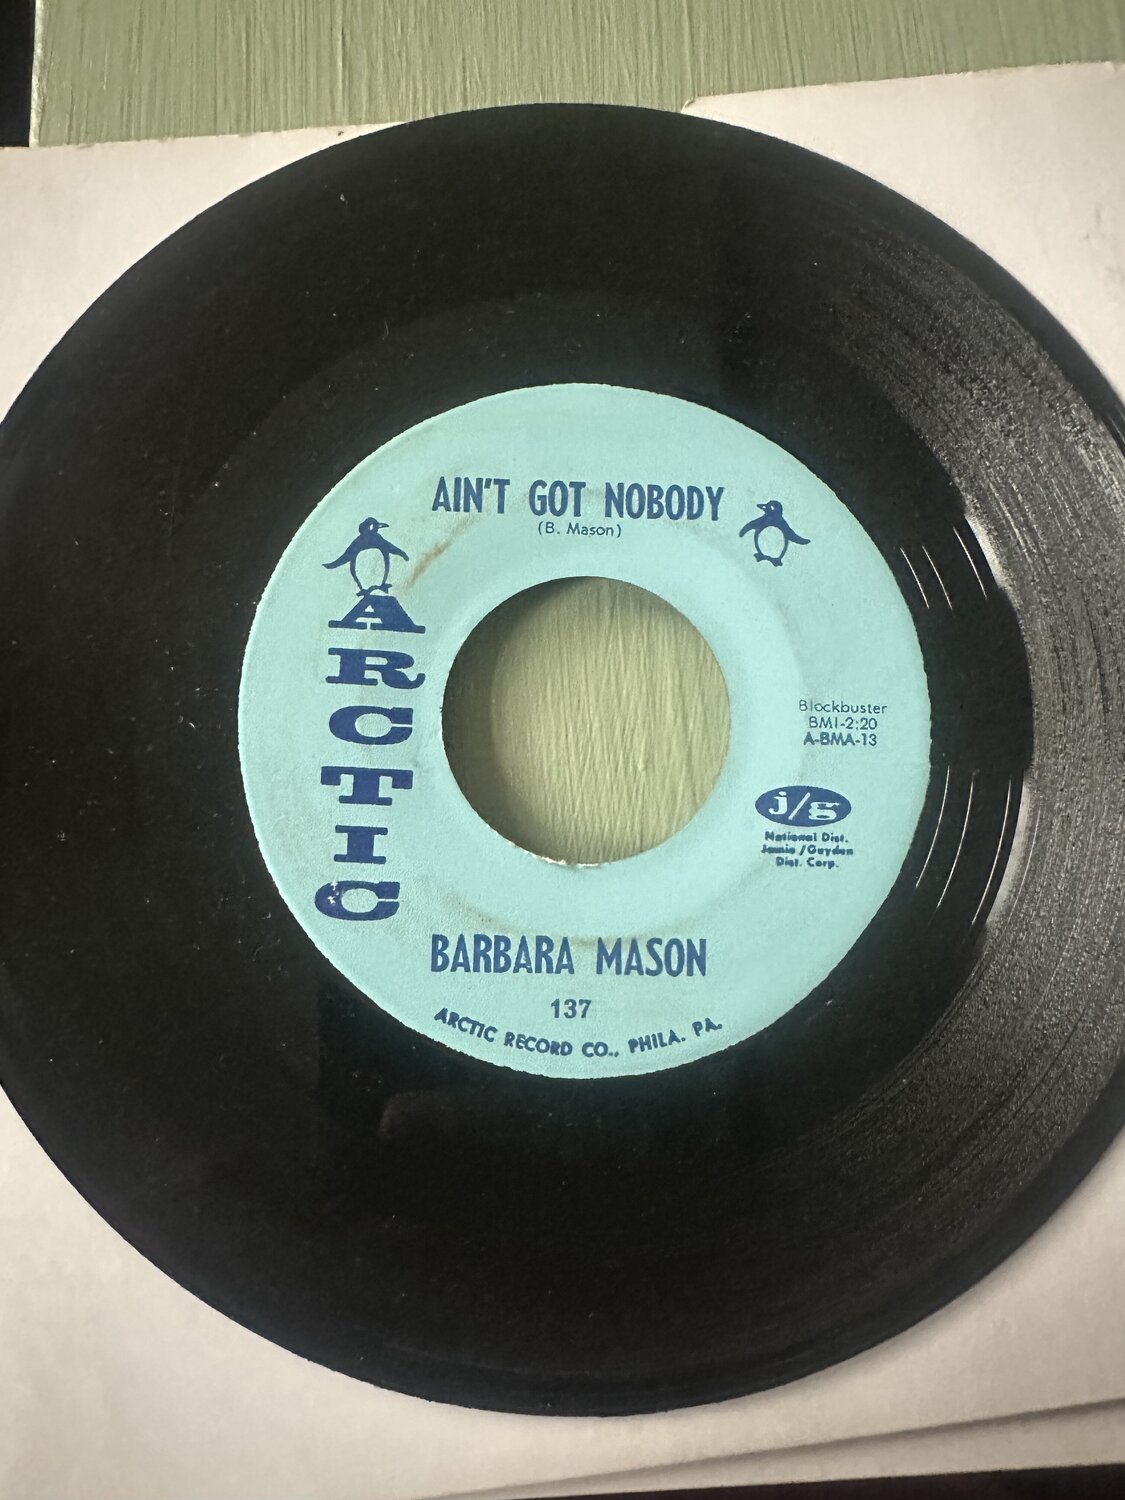 AIN'T GOT NOBODY
(B. Mason)
ARCTIC
Blockbuster
BMI-2:20
A-BMA-13
j/g
National Dist.
Jamie/Guyden
Dist. Corp.
BARBARA MASON
137
ARCTIC RECORD CO., PHILA. PA.